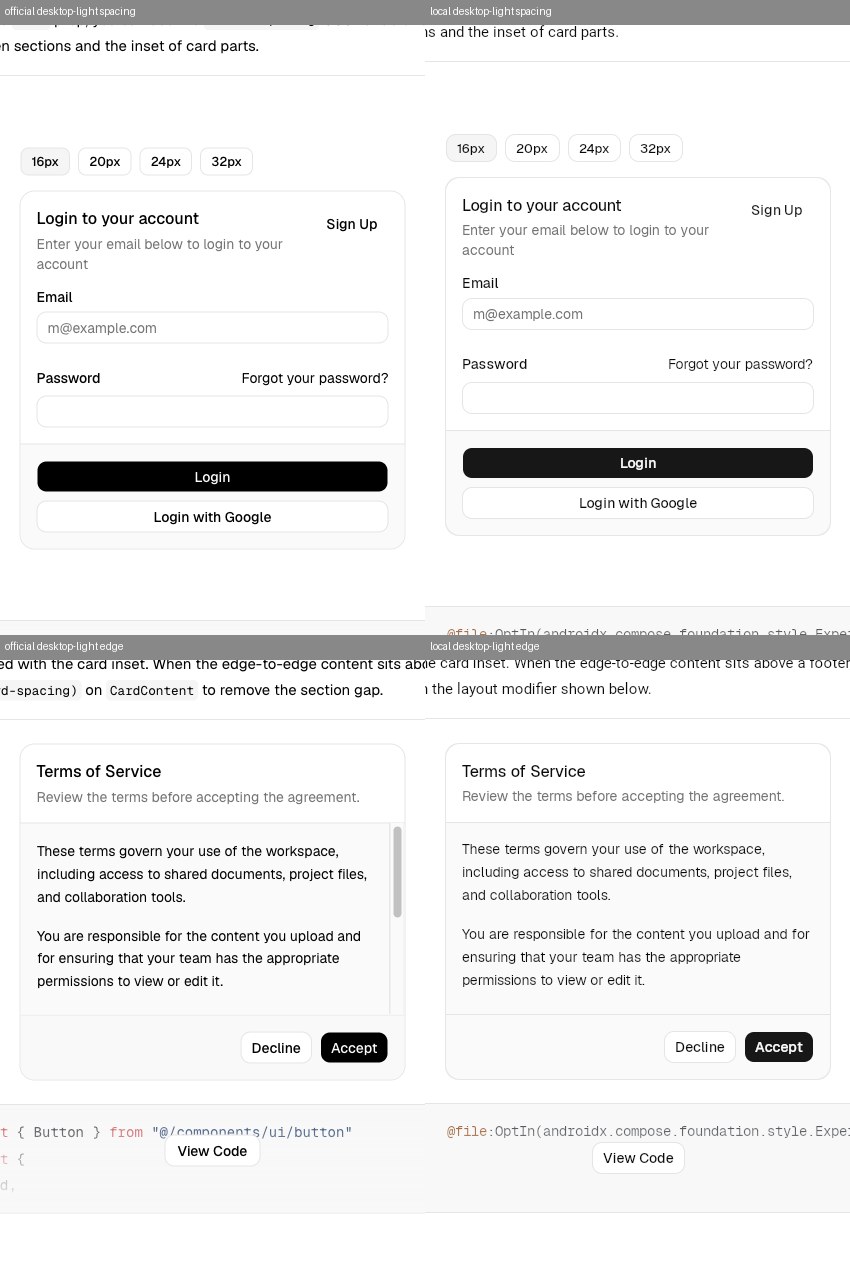 official desktop-light spacing
en sections and the inset of card parts.
16px 20px 24px 32px
Login to your account
Sign Up
Enter your email below to login to your
account
Email
m@example.com
Password
Forgot your password?
Login
Login with Google
local desktop-light spacing
s and the inset of card parts.
16px 20px 24px 32px
Login to your account
Sign Up
Enter your email below to login to your
account
Email
m@example.com
Password
Forgot your password?
Login
Login with Google
@file:OptIn(androidx.compose.foundation.style.Expe
official desktop-light edge
ed with the card inset. When the edge-to-edge content sits ab
d-spacing) on CardContent to remove the section gap.
Terms of Service
Review the terms before accepting the agreement.
These terms govern your use of the workspace,
including access to shared documents, project files,
and collaboration tools.
You are responsible for the content you upload and
for ensuring that your team has the appropriate
permissions to view or edit it.
Decline Accept
t { Button } from "@/components/ui/button"
t {
d,
View Code
local desktop-light edge
e card inset. When the edge-to-edge content sits above a footer
the layout modifier shown below.
Terms of Service
Review the terms before accepting the agreement.
These terms govern your use of the workspace,
including access to shared documents, project files,
and collaboration tools.
You are responsible for the content you upload and for
ensuring that your team has the appropriate
permissions to view or edit it.
Decline Accept
@file:OptIn(androidx.compose.foundation.style.Expe
View Code